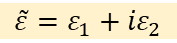 ε̃ = ε₁ + iε₂